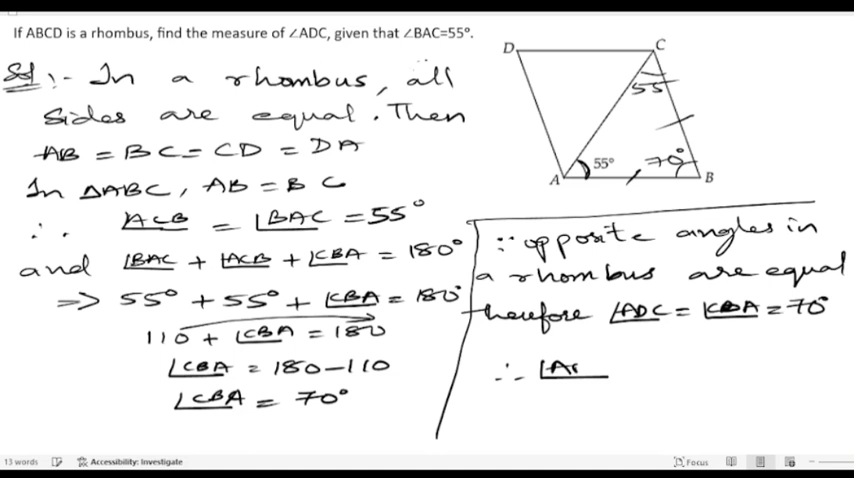 If ABCD is a rhombus, find the measure of ∠ADC, given that ∠BAC=55°.
Sol :- In a rhombus, all
sides are equal. Then
AB = BC = CD = DA
In ΔABC, AB = BC
∴ ∠ACB = ∠BAC = 55°
and ∠BAC + ∠ACB + ∠CBA = 180°
=> 55° + 55° + ∠CBA = 180°
110 + ∠CBA = 180
∠CBA = 180-110
∠CBA = 70°
D
C
55
55°
70°
A
B
∵ opposite angles in
a rhombus are equal
therefore ∠ADC = ∠CBA = 70°
∴ ∠AD
13 words
Accessibility: Investigate
Focus